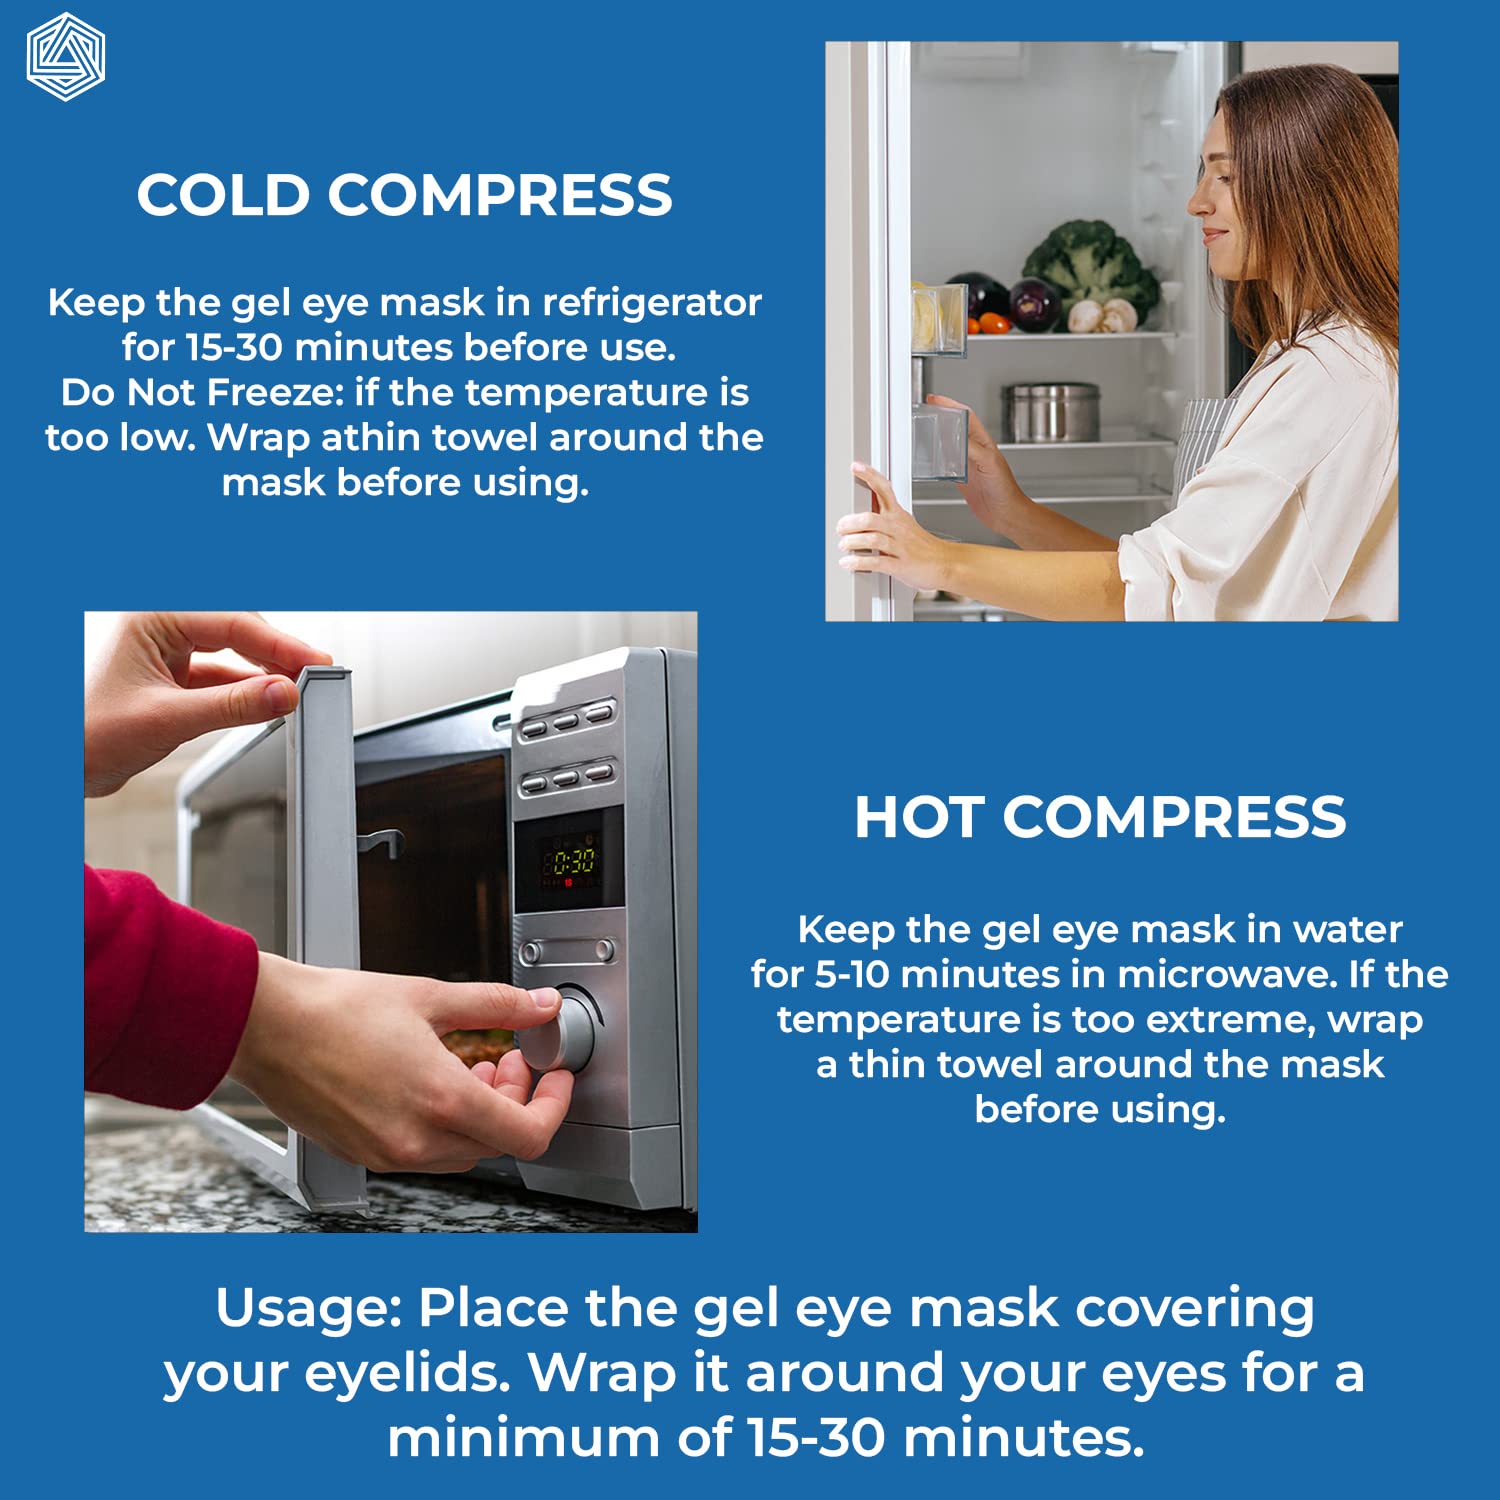 COLD COMPRESS
Keep the gel eye mask in refrigerator
for 15-30 minutes before use.
Do Not Freeze: if the temperature is
too low. Wrap athin towel around the
mask before using.
0:30
HOT COMPRESS
Keep the gel eye mask in water
for 5-10 minutes in microwave. If the
temperature is too extreme, wrap
a thin towel around the mask
before using.
Usage: Place the gel eye mask covering
your eyelids. Wrap it around your eyes for a
minimum of 15-30 minutes.